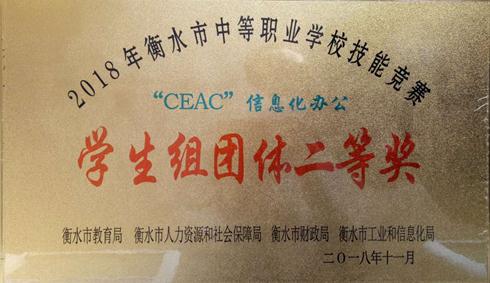 2018年衡水市中等职业学校技能竞赛
“CEAC”信息化办公
学生组团体二等奖
衡水市教育局 衡水市人力资源和社会保障局 衡水市财政局 衡水市工业和信息化局
二〇一八年十一月